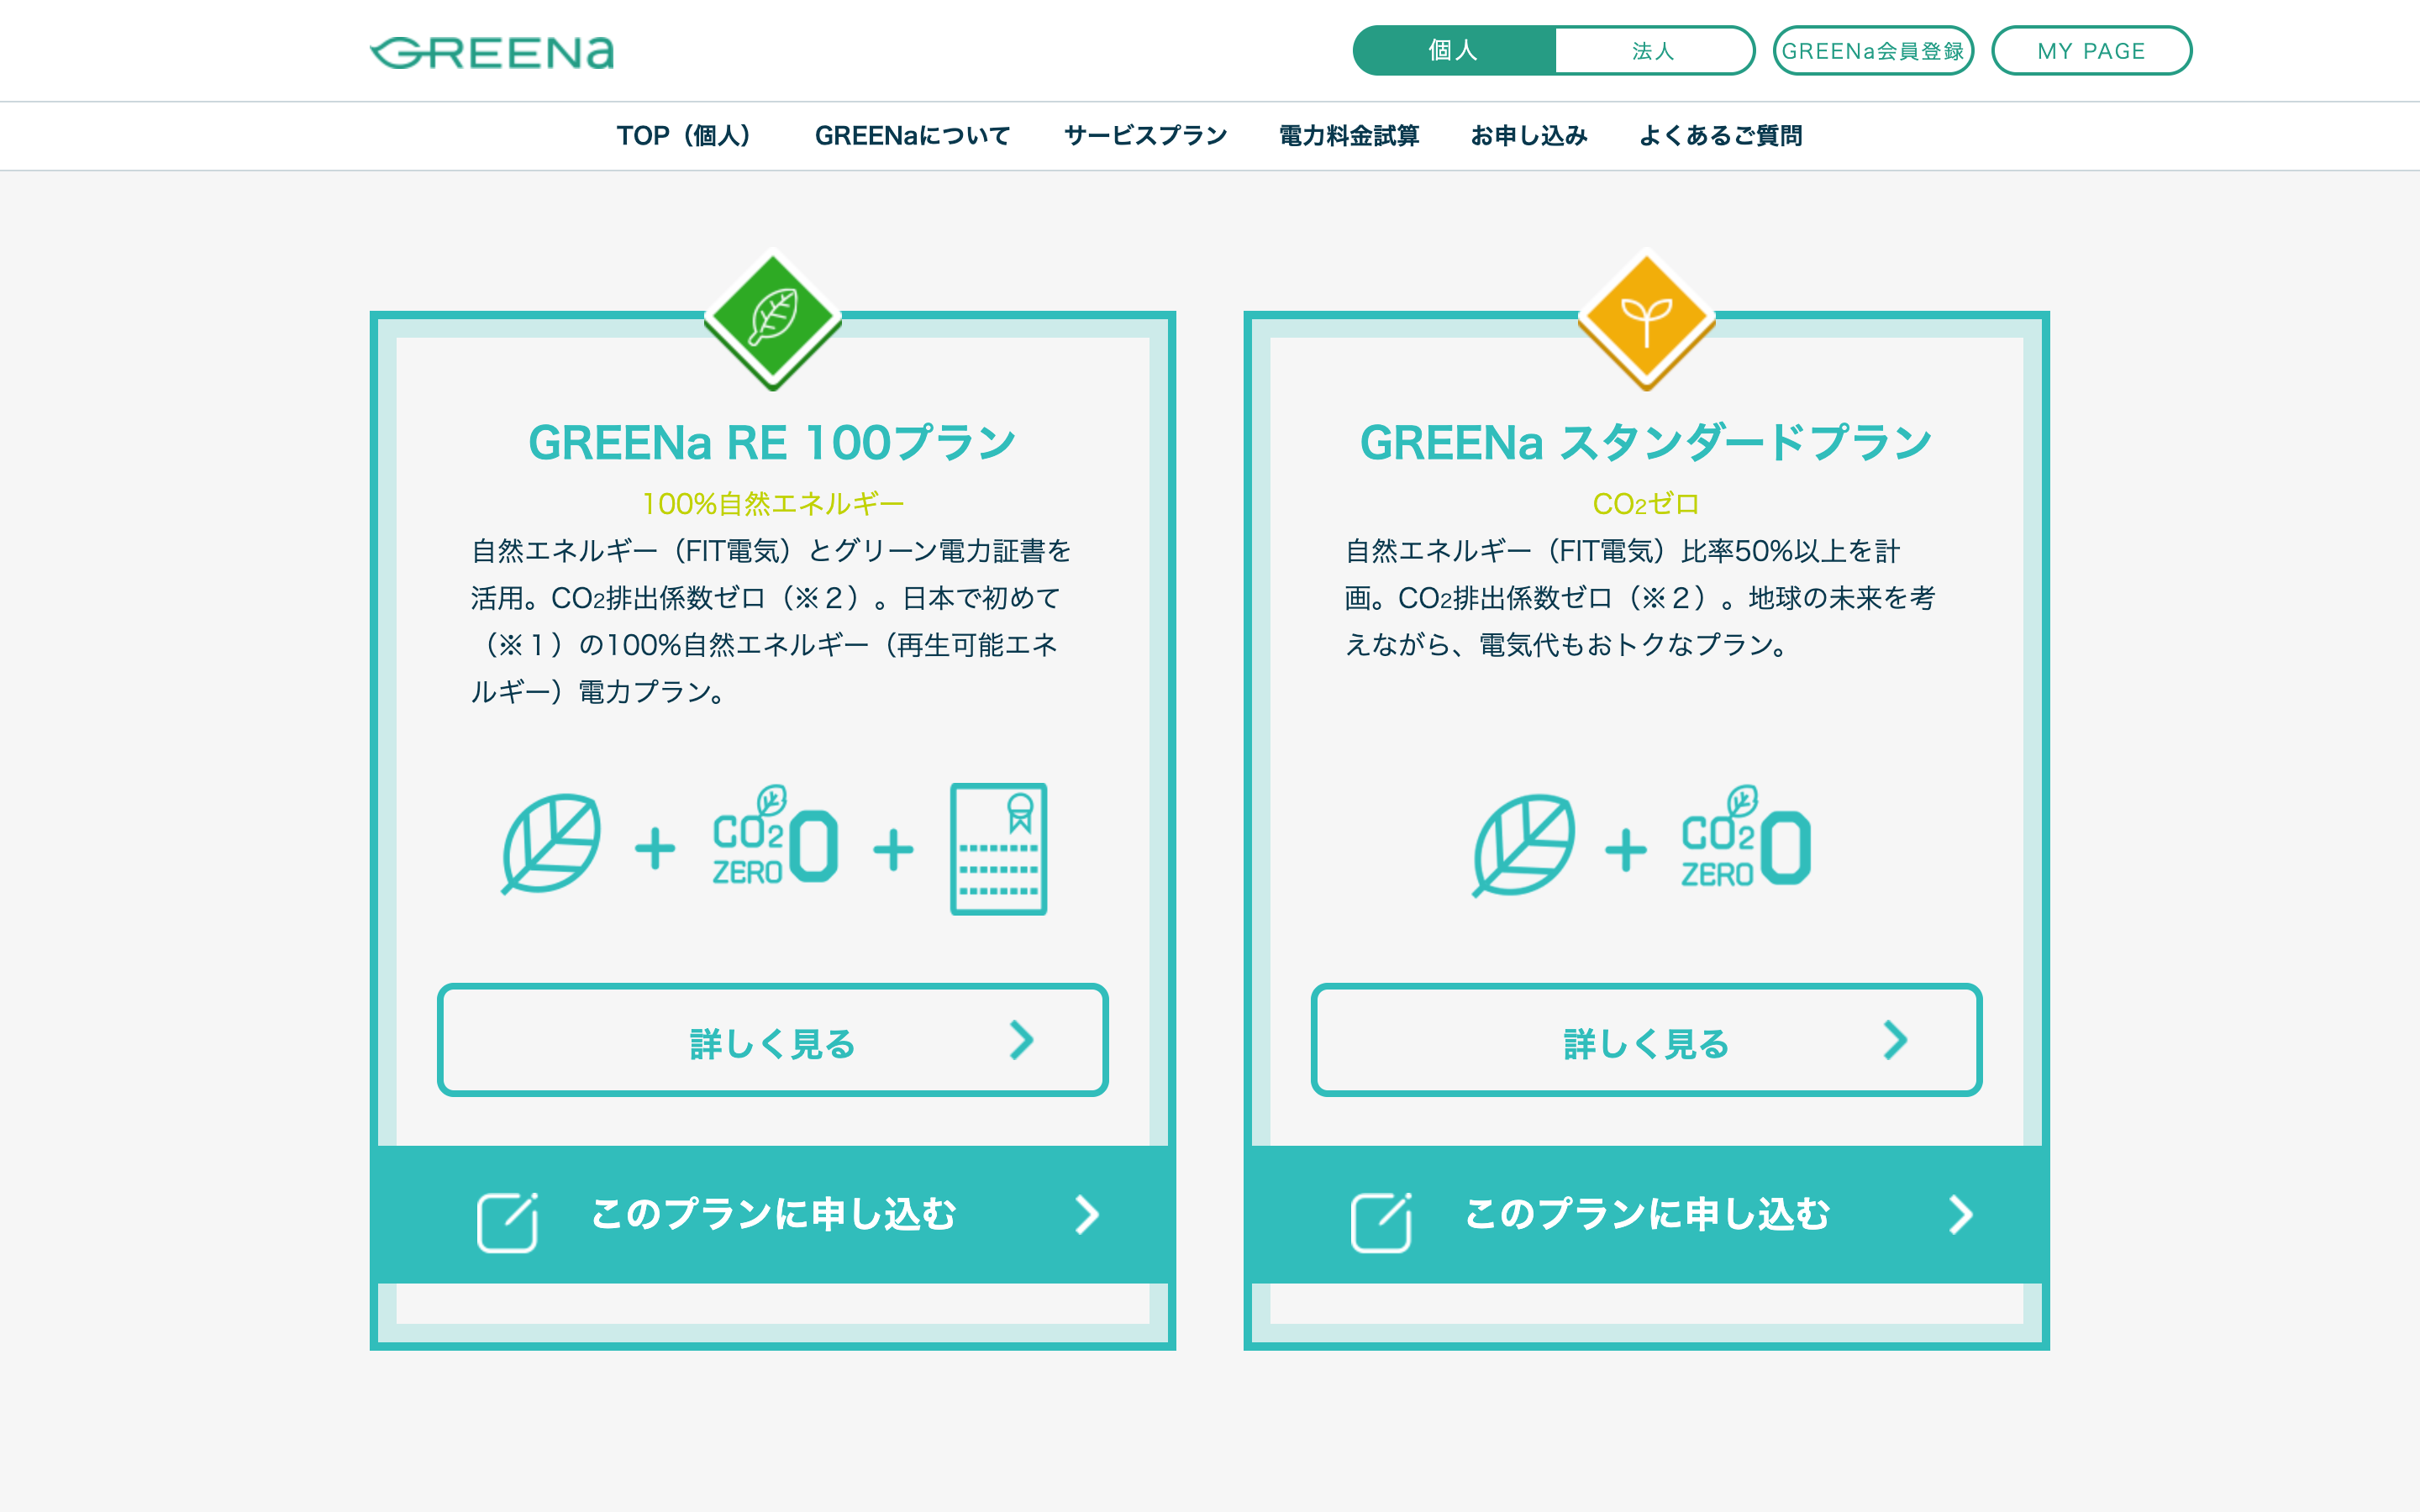 GREENa
個人 法人 GREENa会員登録 MY PAGE
TOP（個人） GREENaについて サービスプラン 電力料金試算 お申し込み よくあるご質問
GREENa RE 100プラン
100%自然エネルギー
自然エネルギー（FIT電気）とグリーン電力証書を
活用。CO2排出係数ゼロ（※２）。日本で初めて
（※１）の100%自然エネルギー（再生可能エネ
ルギー）電力プラン。
+ CO2 ZERO 0 +
詳しく見る
このプランに申し込む
GREENa スタンダードプラン
CO2ゼロ
自然エネルギー（FIT電気）比率50%以上を計
画。CO2排出係数ゼロ（※２）。地球の未来を考
えながら、電気代もおトクなプラン。
+ CO2 ZERO 0
詳しく見る
このプランに申し込む